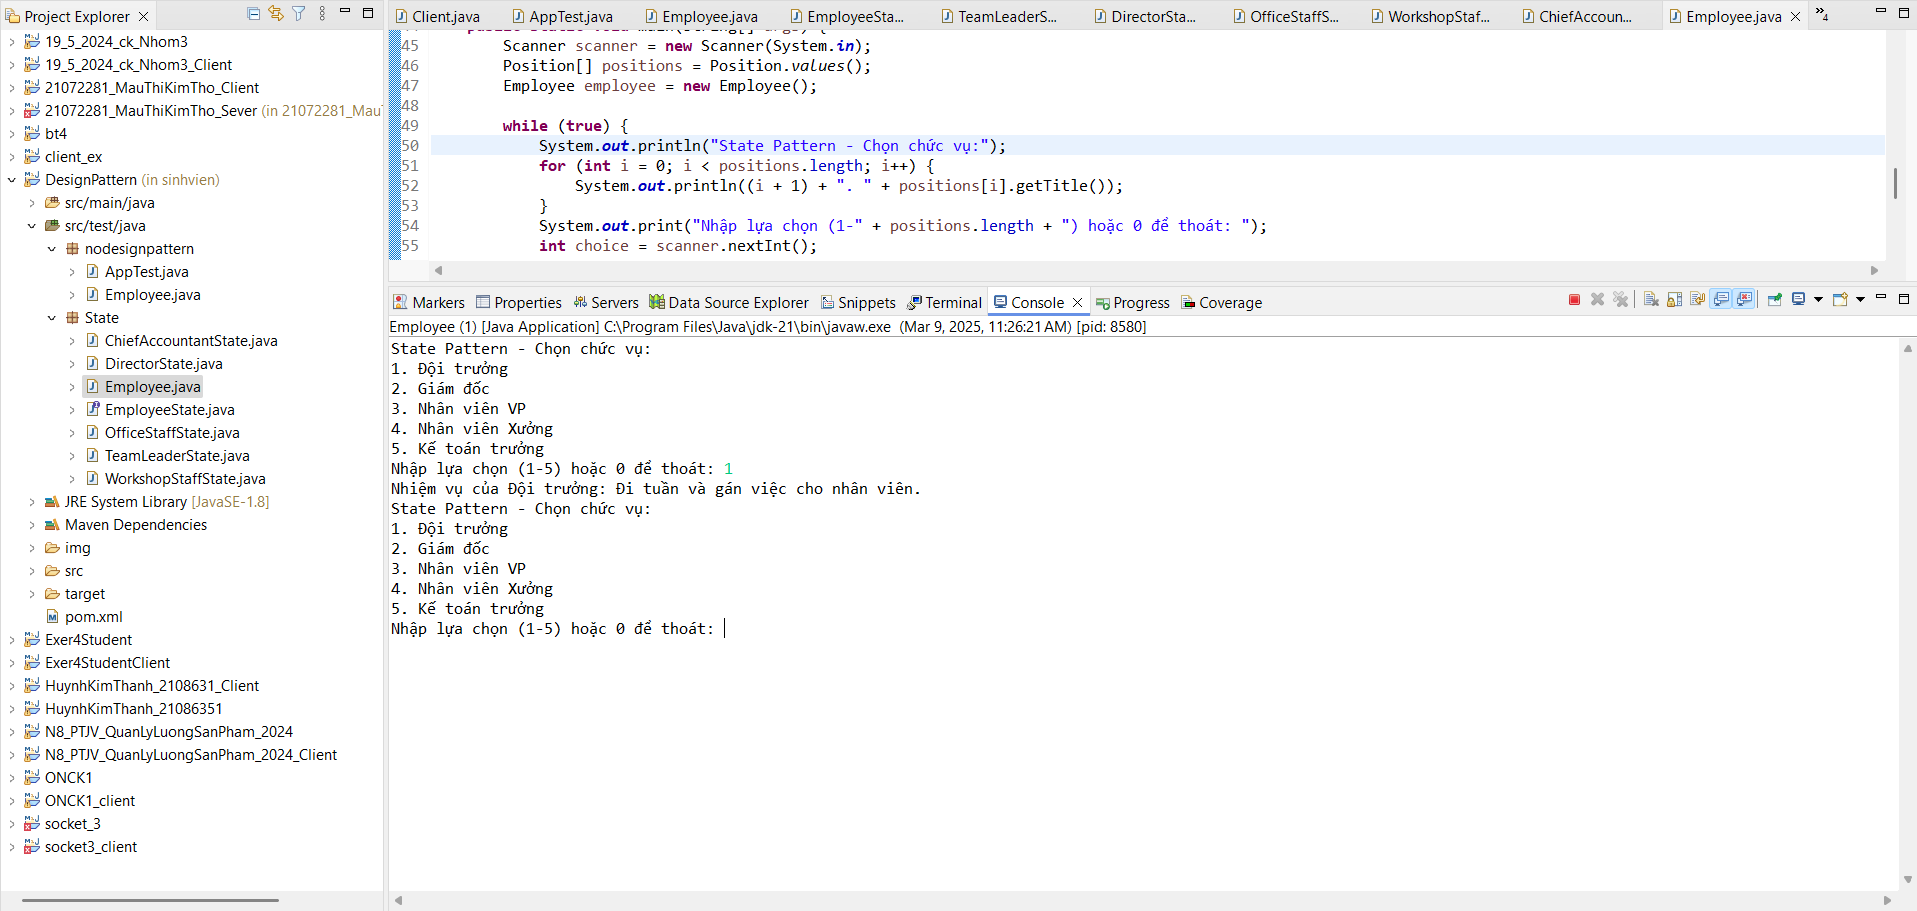 Project Explorer
19_5_2024_ck_Nhom3
19_5_2024_ck_Nhom3_Client
21072281_MauThiKimTho_Client
21072281_MauThiKimTho_Sever (in 21072281_Mau
bt4
client_ex
DesignPattern (in sinhvien)
src/main/java
src/test/java
nodesignpattern
AppTest.java
Employee.java
State
ChiefAccountantState.java
DirectorState.java
Employee.java
EmployeeState.java
OfficeStaffState.java
TeamLeaderState.java
WorkshopStaffState.java
JRE System Library [JavaSE-1.8]
Maven Dependencies
img
src
target
pom.xml
Exer4Student
Exer4StudentClient
HuynhKimThanh_2108631_Client
HuynhKimThanh_21086351
N8_PTJV_QuanLyLuongSanPham_2024
N8_PTJV_QuanLyLuongSanPham_2024_Client
ONCK1
ONCK1_client
socket_3
socket3_client
Client.java AppTest.java Employee.java EmployeeSta... TeamLeaderS... DirectorSta... OfficeStaffS... WorkshopStaf... ChiefAccoun... Employee.java »4
44 public static void main(String[] args) {
45 Scanner scanner = new Scanner(System.in);
46 Position[] positions = Position.values();
47 Employee employee = new Employee();
48
49 while (true) {
50 System.out.println("State Pattern - Chọn chức vụ:");
51 for (int i = 0; i < positions.length; i++) {
52 System.out.println((i + 1) + ". " + positions[i].getTitle());
53 }
54 System.out.print("Nhập lựa chọn (1-" + positions.length + ") hoặc 0 để thoát: ");
55 int choice = scanner.nextInt();
Markers Properties Servers Data Source Explorer Snippets Terminal Console Progress Coverage
Employee (1) [Java Application] C:\Program Files\Java\jdk-21\bin\javaw.exe (Mar 9, 2025, 11:26:21 AM) [pid: 8580]
State Pattern - Chọn chức vụ:
1. Đội trưởng
2. Giám đốc
3. Nhân viên VP
4. Nhân viên Xưởng
5. Kế toán trưởng
Nhập lựa chọn (1-5) hoặc 0 để thoát: 1
Nhiệm vụ của Đội trưởng: Đi tuần và gán việc cho nhân viên.
State Pattern - Chọn chức vụ:
1. Đội trưởng
2. Giám đốc
3. Nhân viên VP
4. Nhân viên Xưởng
5. Kế toán trưởng
Nhập lựa chọn (1-5) hoặc 0 để thoát: